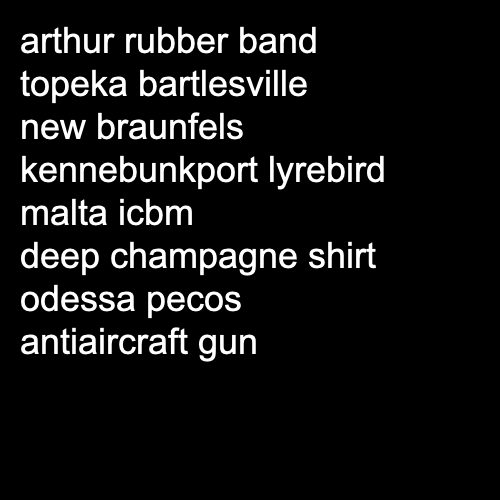 arthur rubber band
topeka bartlesville
new braunfels
kennebunkport lyrebird
malta icbm
deep champagne shirt
odessa pecos
antiaircraft gun